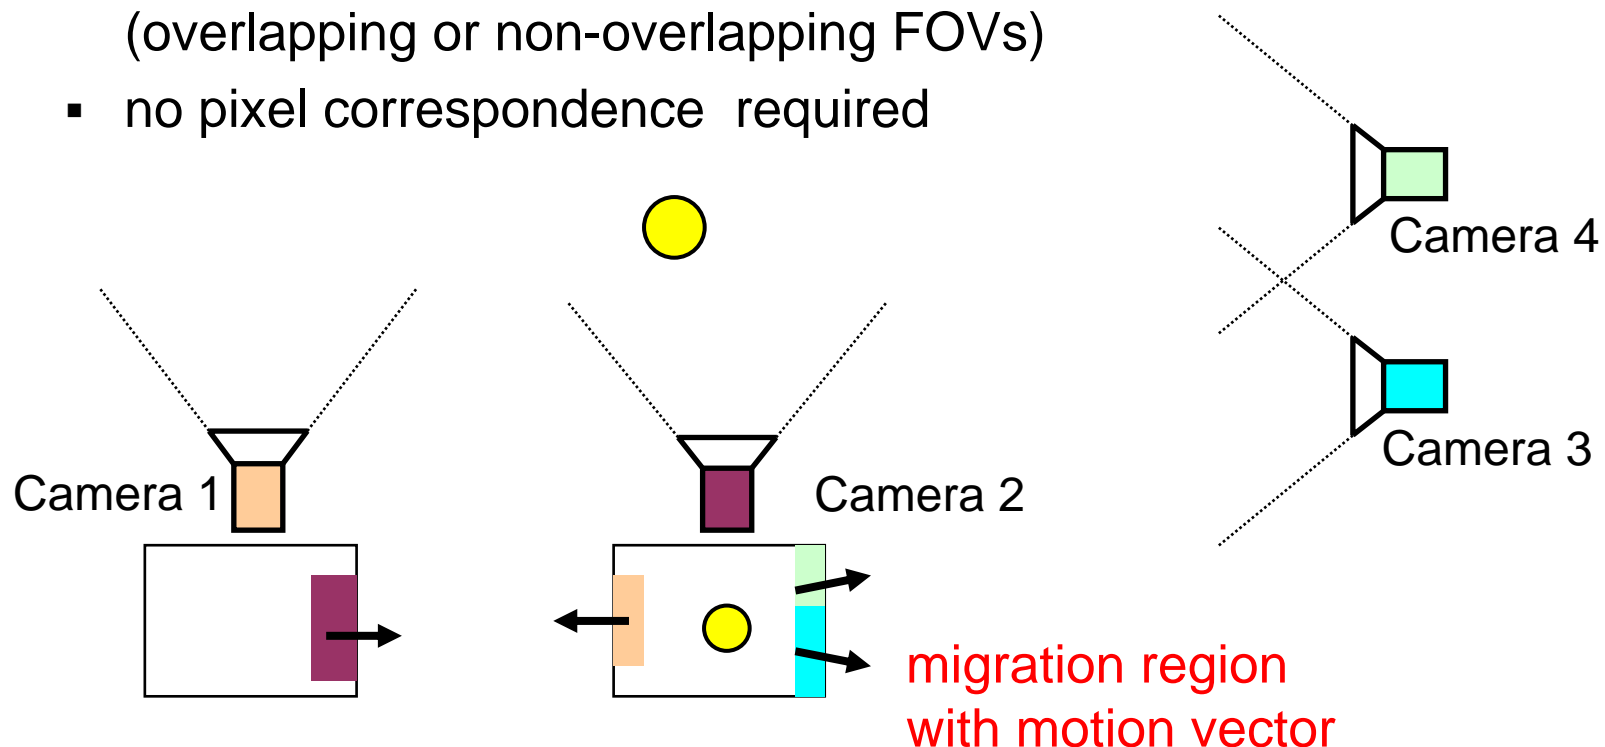 (overlapping or non-overlapping FOVs)
▪ no pixel correspondence required
Camera 4
Camera 3
Camera 1
Camera 2
migration region
with motion vector